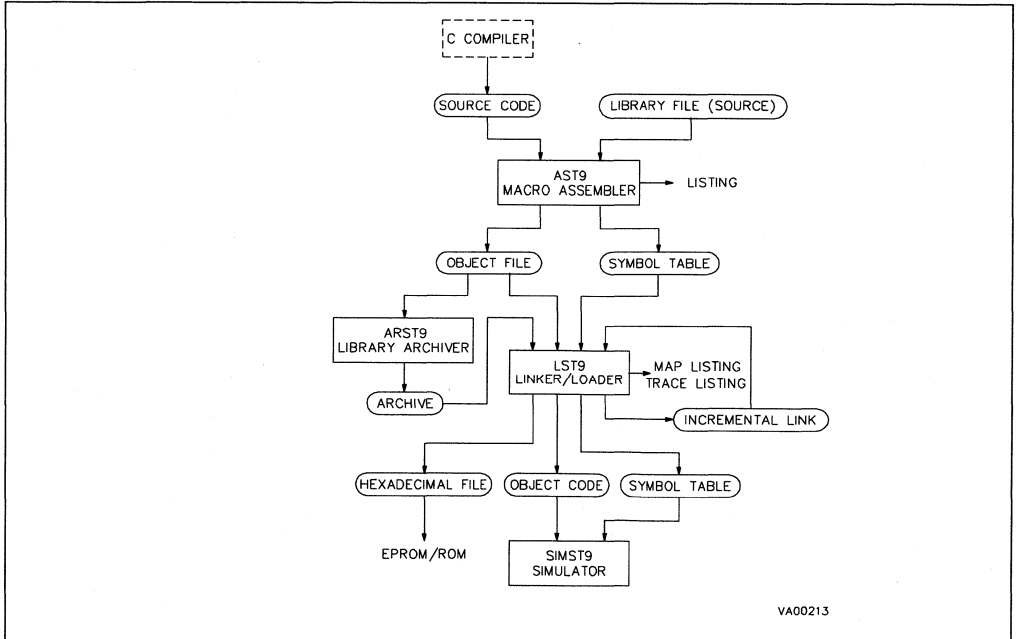 C COMPILER
SOURCE CODE
LIBRARY FILE (SOURCE)
AST9
MACRO ASSEMBLER
LISTING
OBJECT FILE
SYMBOL TABLE
ARST9
LIBRARY ARCHIVER
LST9
LINKER/LOADER
MAP LISTING
TRACE LISTING
ARCHIVE
INCREMENTAL LINK
HEXADECIMAL FILE
OBJECT CODE
SYMBOL TABLE
EPROM/ROM
SIMST9
SIMULATOR
VA00213